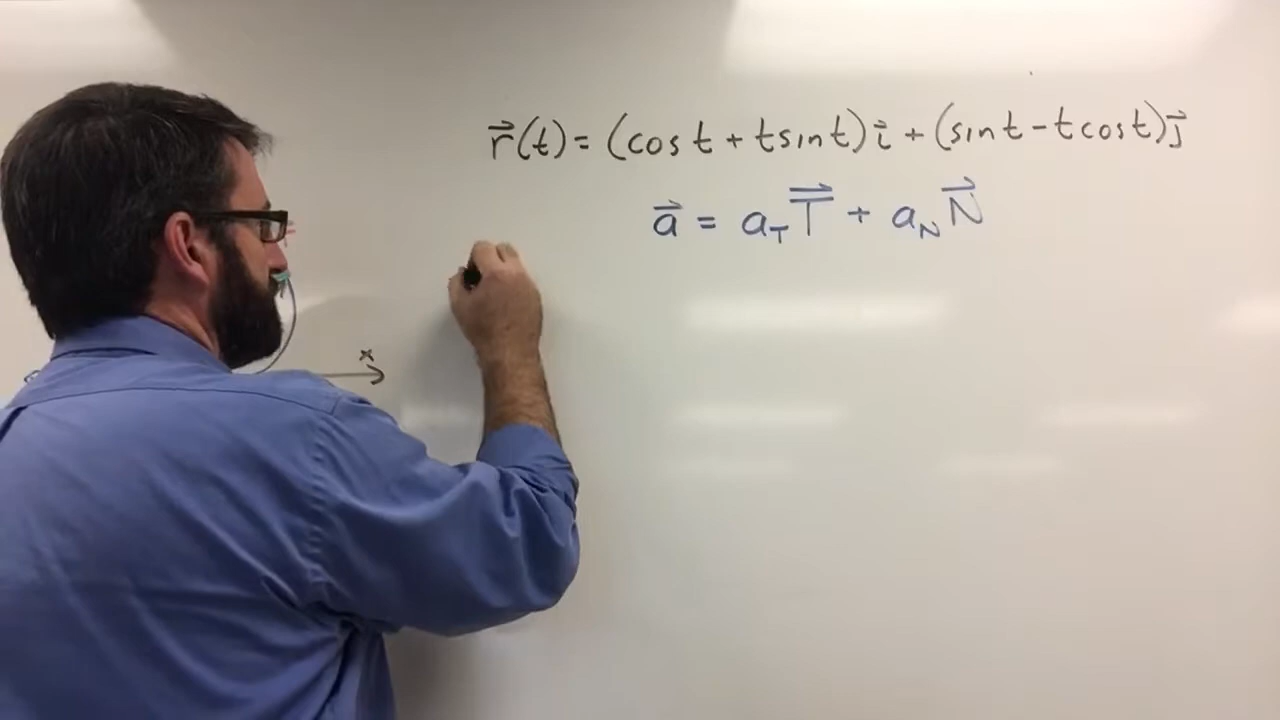 r⃗(t) = (cos t + t sin t) i⃗ + (sin t - t cos t) j⃗
a⃗ = a_T T⃗ + a_N N⃗
x